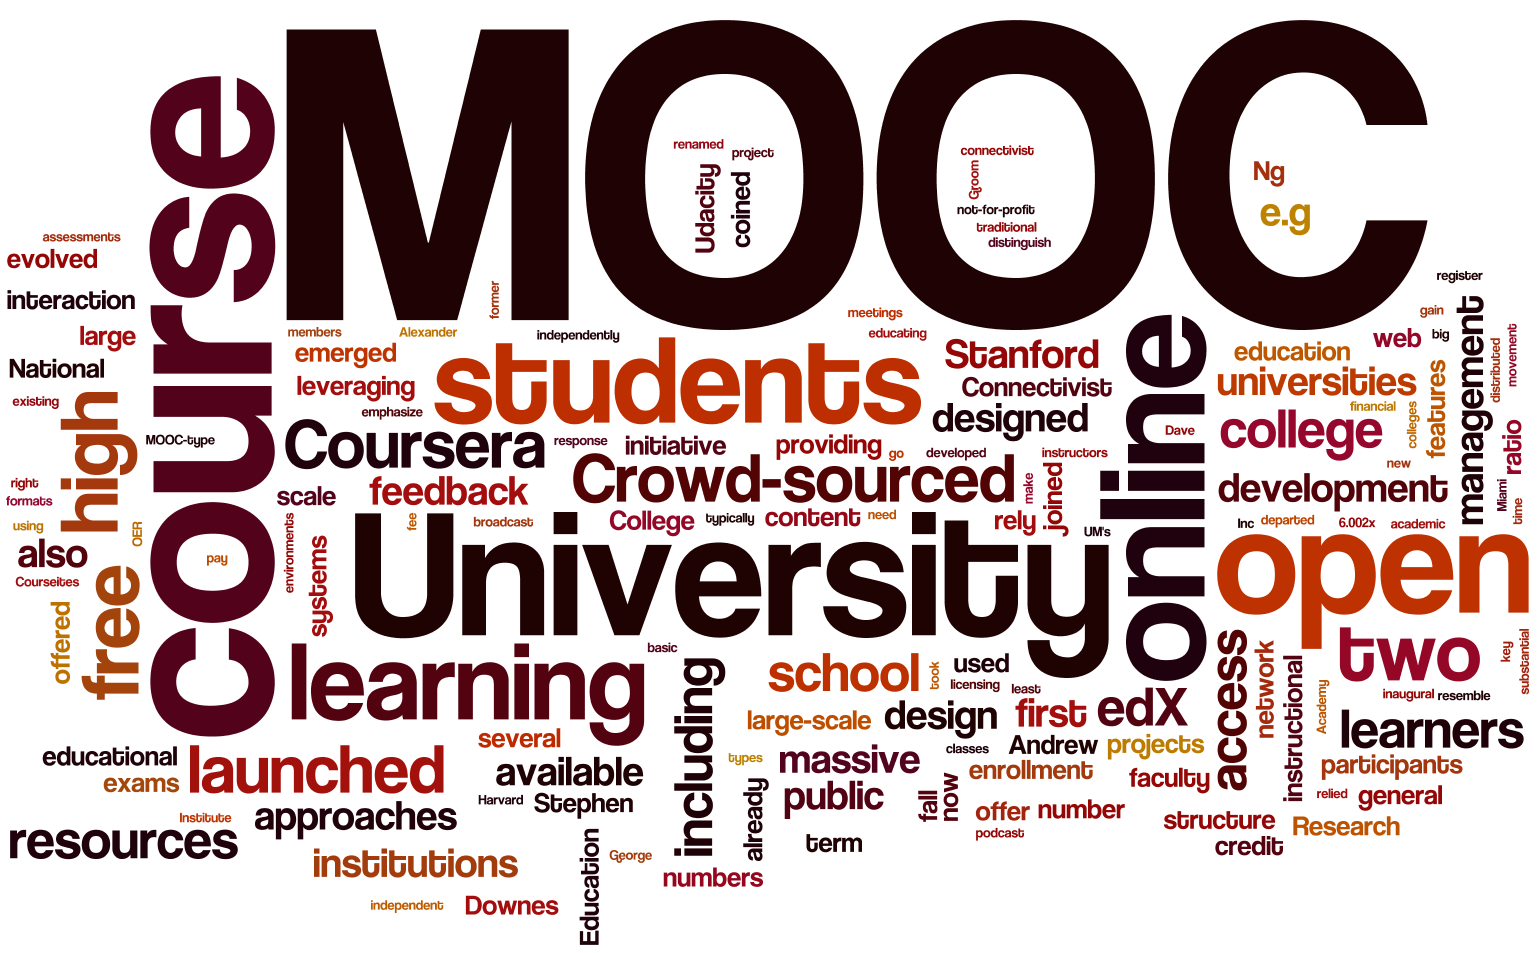 MOOC
course
renamed
project
Udacity
coined
connectivist
Groom
not-for-profit
traditional
distinguish
Ng
e.g
assessments
evolved
interaction
large
National
existing
high
MOOC-type
right
formats
using
OER
also
Courseites
pay
offered
free
former
members
Alexander
independently
emerged
leveraging
emphasize
students
meetings
educating
Stanford
Connectivist
designed
online
Dave
register
gain
web
big
management
movement
distributed
education
universities
financial
colleges
features
college
ratio
new
development
Miami
time
Inc
departed
6.002x
academic
Coursera
response
initiative
providing
go
developed
instructors
scale
feedback
Crowd-sourced
make
joined
rely
fee
broadcast
College
typically
content
need
UM's
environments
systems
University
open
two
key
substantial
inaugural
resemble
learning
basic
including
school
took
used
licensing
least
access
network
instructional
Academy
learners
large-scale
design
first
edX
several
types
massive
classes
Andrew
projects
participants
educational
exams
launched
available
Harvard
Stephen
already
public
enrollment
faculty
relied
general
fall
now
offer
number
podcast
structure
Research
credit
Institute
approaches
resources
term
institutions
Education
George
numbers
independent
Downes